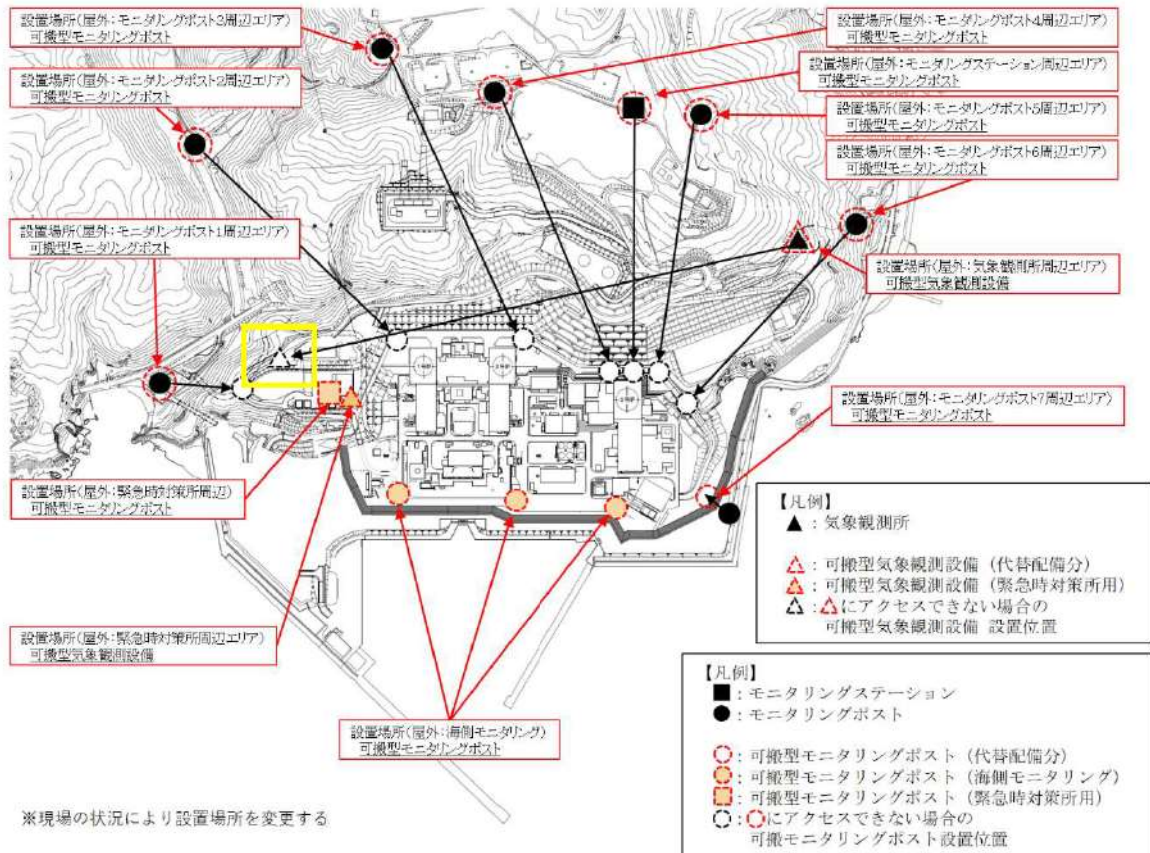 設置場所(屋外:モニタリングポスト3周辺エリア)
可搬型モニタリングポスト
設置場所(屋外:モニタリングポスト2周辺エリア)
可搬型モニタリングポスト
設置場所(屋外:モニタリングポスト1周辺エリア)
可搬型モニタリングポスト
設置場所(屋外:モニタリングポスト4周辺エリア)
可搬型モニタリングポスト
設置場所(屋外:モニタリングステーション周辺エリア)
可搬型モニタリングポスト
設置場所(屋外:モニタリングポスト5周辺エリア)
可搬型モニタリングポスト
設置場所(屋外:モニタリングポスト6周辺エリア)
可搬型モニタリングポスト
設置場所(屋外:気象観測所周辺エリア)
可搬型気象観測設備
設置場所(屋外:モニタリングポスト7周辺エリア)
可搬型モニタリングポスト
設置場所(屋外:緊急時対策所周辺)
可搬型モニタリングポスト
設置場所(屋外:緊急時対策所周辺エリア)
可搬型気象観測設備
設置場所(屋外:海側モニタリング)
可搬型モニタリングポスト
【凡例】
▲:気象観測所
△:可搬型気象観測設備(代替配備分)
△:可搬型気象観測設備(緊急時対策所用)
△:△にアクセスできない場合の
可搬型気象観測設備 設置位置
【凡例】
■:モニタリングステーション
●:モニタリングポスト
○:可搬型モニタリングポスト(代替配備分)
○:可搬型モニタリングポスト(海側モニタリング)
□:可搬型モニタリングポスト(緊急時対策所用)
○:○にアクセスできない場合の
可搬モニタリングポスト設置位置
※現場の状況により設置場所を変更する